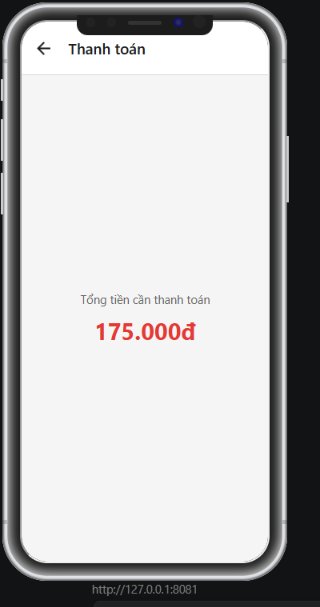 Thanh toán
Tổng tiền cần thanh toán
175.000đ
http://127.0.0.1:8081